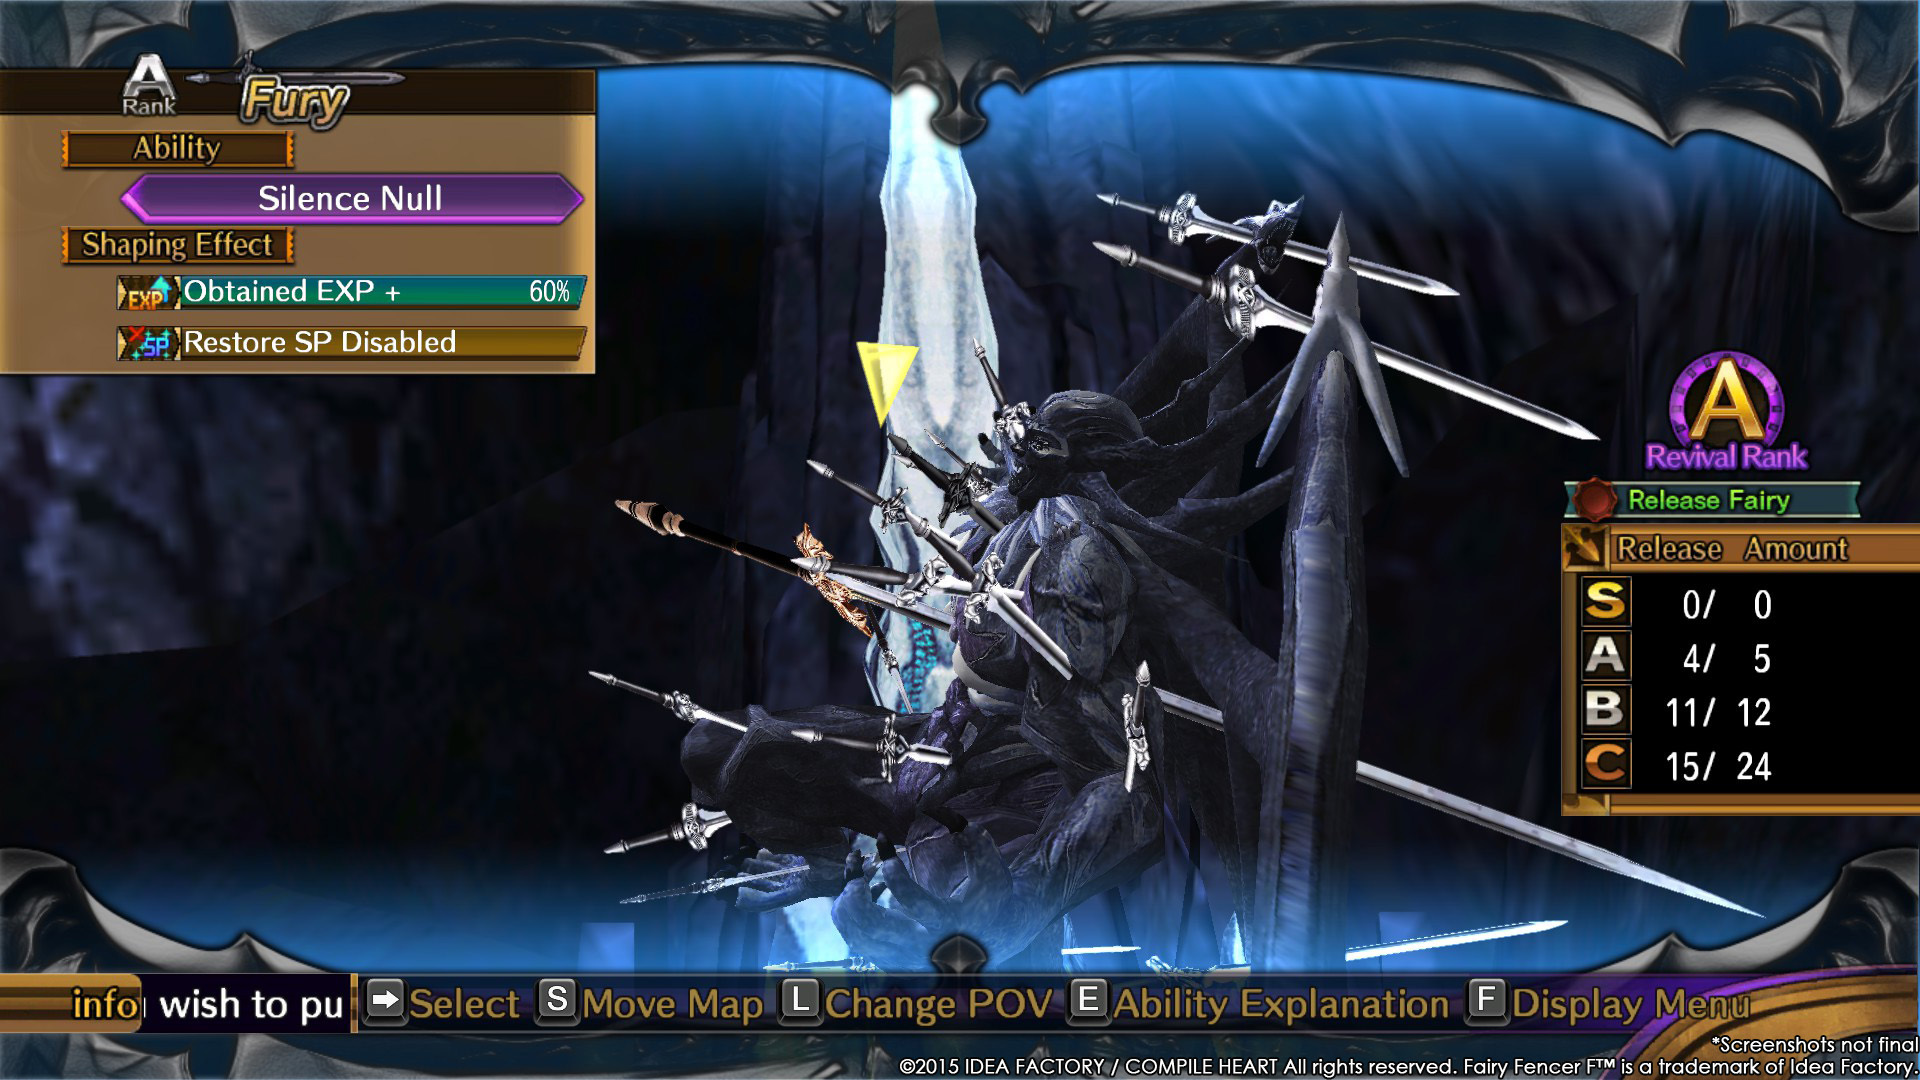 A
Rank
Fury
Ability
Silence Null
Shaping Effect
EXP Obtained EXP + 60%
SP Restore SP Disabled
A
Revival Rank
Release Fairy
Release Amount
S 0/ 0
A 4/ 5
B 11/ 12
C 15/ 24
info wish to pu Select S Move Map L Change POV E Ability Explanation F Display Menu
*Screenshots not final
©2015 IDEA FACTORY / COMPILE HEART All rights reserved. Fairy Fencer F™ is a trademark of Idea Factory.